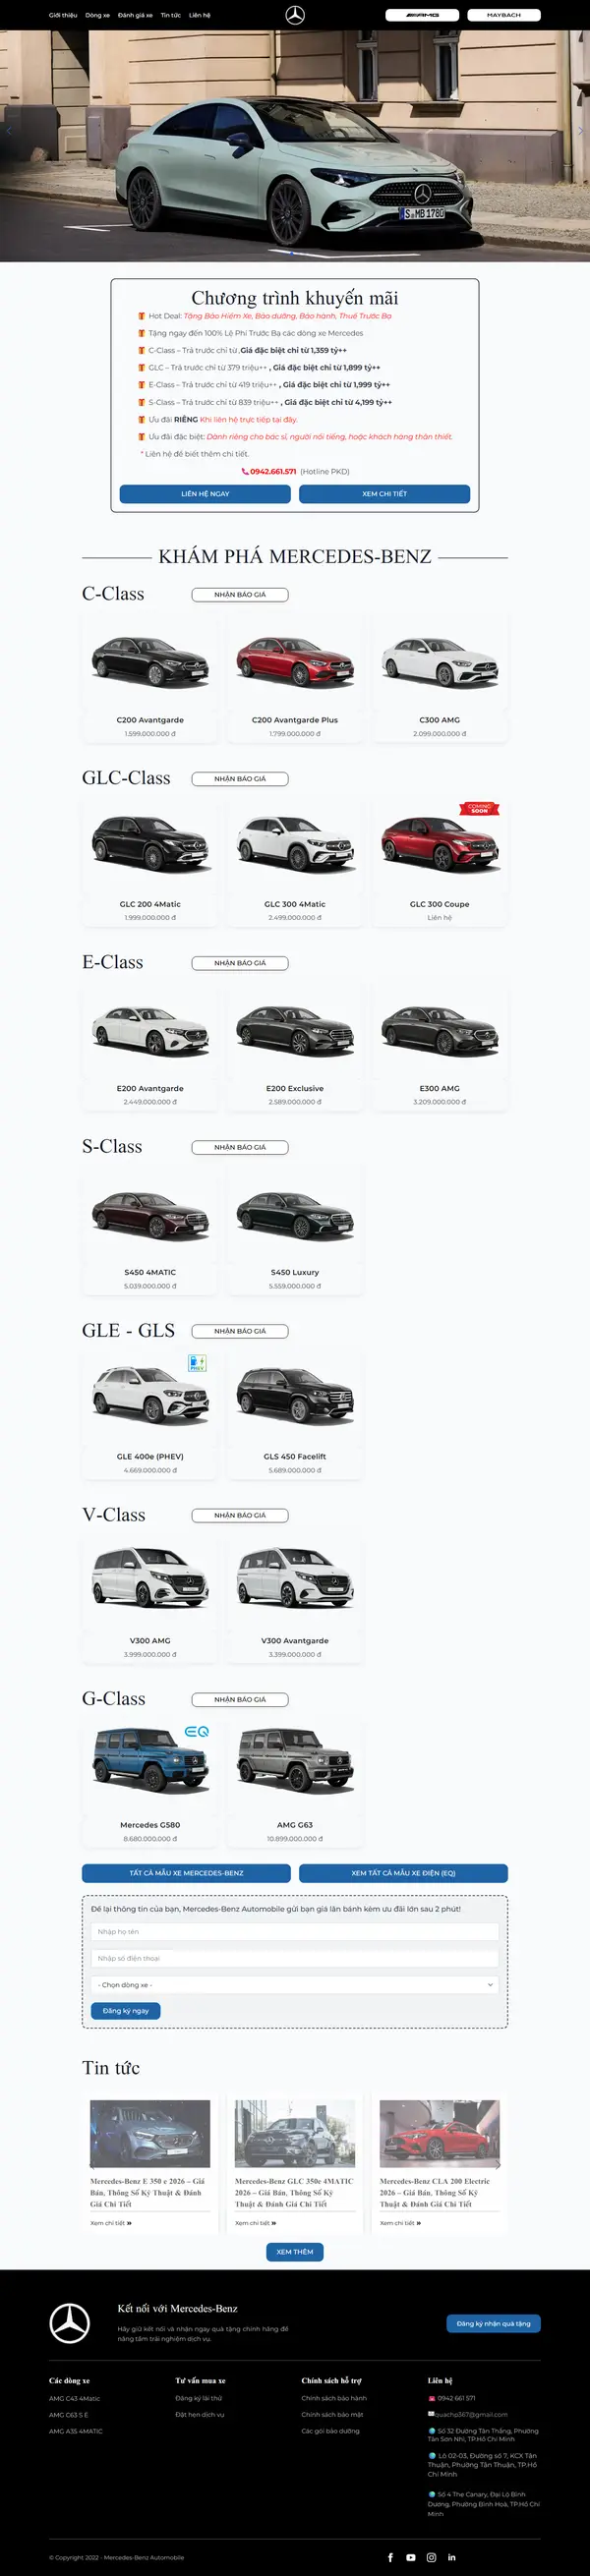 Giới thiệu Dòng xe Đánh giá xe Tin tức Liên hệ
AMG MAYBACH
S MB 1780
Chương trình khuyến mãi
Hot Deal: Tặng Bảo Hiểm Xe, Bảo dưỡng, Bảo hành, Thuế Trước Bạ
Tặng ngay đến 100% Lệ Phí Trước Bạ các dòng xe Mercedes
C-Class – Trả trước chỉ từ , Giá đặc biệt chỉ từ 1,359 tỷ++
GLC – Trả trước chỉ từ 379 triệu++ , Giá đặc biệt chỉ từ 1,899 tỷ++
E-Class – Trả trước chỉ từ 419 triệu++ , Giá đặc biệt chỉ từ 1,999 tỷ++
S-Class – Trả trước chỉ từ 839 triệu++ , Giá đặc biệt chỉ từ 4,199 tỷ++
Ưu đãi RIÊNG Khi liên hệ trực tiếp tại đây.
Ưu đãi đặc biệt: Dành riêng cho bác sĩ, người nổi tiếng, hoặc khách hàng thân thiết.
* Liên hệ để biết thêm chi tiết.
0942.661.571 (Hotline PKD)
LIÊN HỆ NGAY XEM CHI TIẾT
KHÁM PHÁ MERCEDES-BENZ
C-Class NHẬN BÁO GIÁ
C200 Avantgarde C200 Avantgarde Plus C300 AMG
1.599.000.000 đ 1.799.000.000 đ 2.099.000.000 đ
GLC-Class NHẬN BÁO GIÁ
COMING SOON
GLC 200 4Matic GLC 300 4Matic GLC 300 Coupe
1.999.000.000 đ 2.499.000.000 đ Liên hệ
E-Class NHẬN BÁO GIÁ
E200 Avantgarde E200 Exclusive E300 AMG
2.449.000.000 đ 2.589.000.000 đ 3.209.000.000 đ
S-Class NHẬN BÁO GIÁ
S450 4MATIC S450 Luxury
5.039.000.000 đ 5.559.000.000 đ
GLE - GLS NHẬN BÁO GIÁ
PHEV
GLE 400e (PHEV) GLS 450 Facelift
4.669.000.000 đ 5.689.000.000 đ
V-Class NHẬN BÁO GIÁ
V300 AMG V300 Avantgarde
3.999.000.000 đ 3.399.000.000 đ
G-Class NHẬN BÁO GIÁ
EQ
Mercedes G580 AMG G63
8.680.000.000 đ 10.899.000.000 đ
TẤT CẢ MẪU XE MERCEDES-BENZ XEM TẤT CẢ MẪU XE ĐIỆN (EQ)
Để lại thông tin của bạn, Mercedes-Benz Automobile gửi bạn giá lăn bánh kèm ưu đãi lớn sau 2 phút!
Nhập họ tên
Nhập số điện thoại
- Chọn dòng xe -
Đăng ký ngay
Tin tức
Mercedes-Benz E 350 e 2026 – Giá Bán, Thông Số Kỹ Thuật & Đánh Giá Chi Tiết
Xem chi tiết »
Mercedes-Benz GLC 350e 4MATIC 2026 – Giá Bán, Thông Số Kỹ Thuật & Đánh Giá Chi Tiết
Xem chi tiết »
Mercedes-Benz CLA 200 Electric 2026 – Giá Bán, Thông Số Kỹ Thuật & Đánh Giá Chi Tiết
Xem chi tiết »
XEM THÊM
Kết nối với Mercedes-Benz
Hãy giữ kết nối và nhận ngay quà tặng chính hãng để
nâng tầm trải nghiệm dịch vụ.
Đăng ký nhận quà tặng
Các dòng xe
AMG C43 4Matic
AMG C63 S E
AMG A35 4MATIC
Tư vấn mua xe
Đăng ký lái thử
Đặt hẹn dịch vụ
Chính sách hỗ trợ
Chính sách bảo hành
Chính sách bảo mật
Các gói bảo dưỡng
Liên hệ
0942 661 571
quachp367@gmail.com
Số 32 Đường Tân Thắng, Phường
Tân Sơn Nhì, TP.Hồ Chí Minh
Lô 02-03, Đường số 7, KCX Tân
Thuận, Phường Tân Thuận, TP.Hồ
Chí Minh
Số 4 The Canary, Đại Lộ Bình
Dương, Phường Bình Hoà, TP.Hồ Chí
Minh
© Copyright 2022 - Mercedes-Benz Automobile